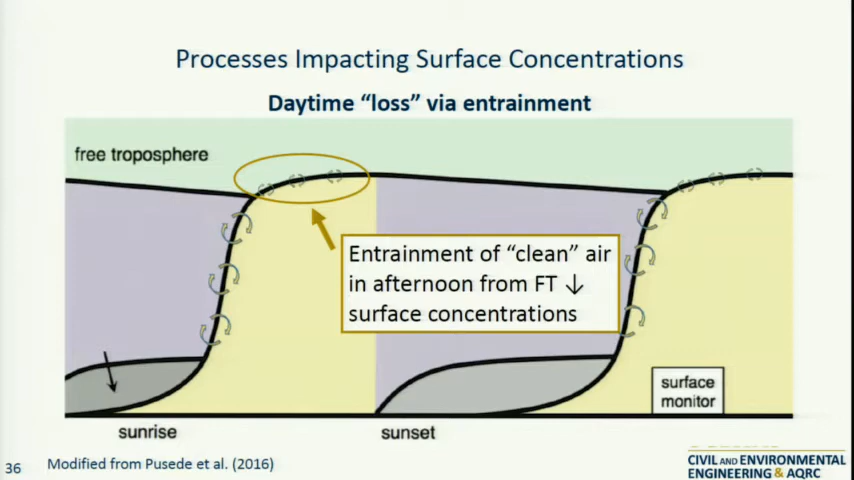 Processes Impacting Surface Concentrations
Daytime “loss” via entrainment
free troposphere
Entrainment of “clean” air
in afternoon from FT ↓
surface concentrations
surface
monitor
sunrise
sunset
36
Modified from Pusede et al. (2016)
CIVIL AND ENVIRONMENTAL
ENGINEERING & AQRC